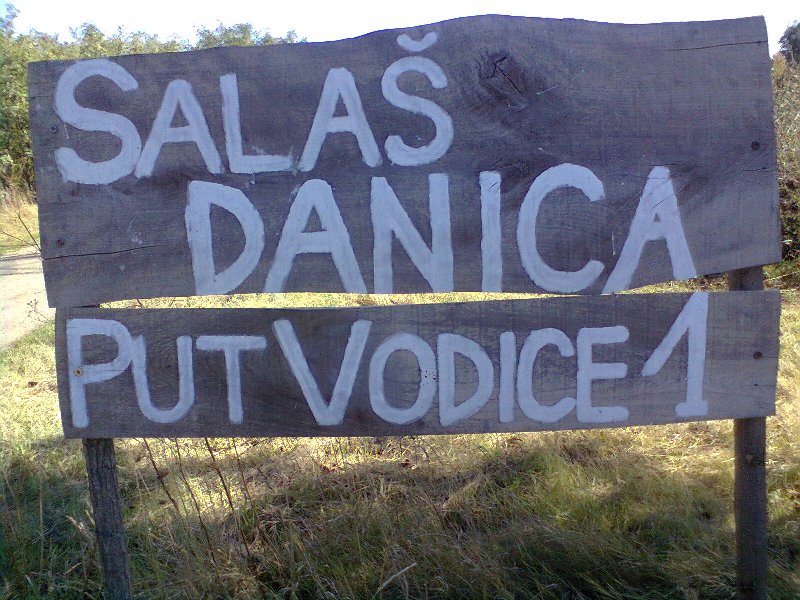 SALAŠ
DANICA
PUT VODICE 1